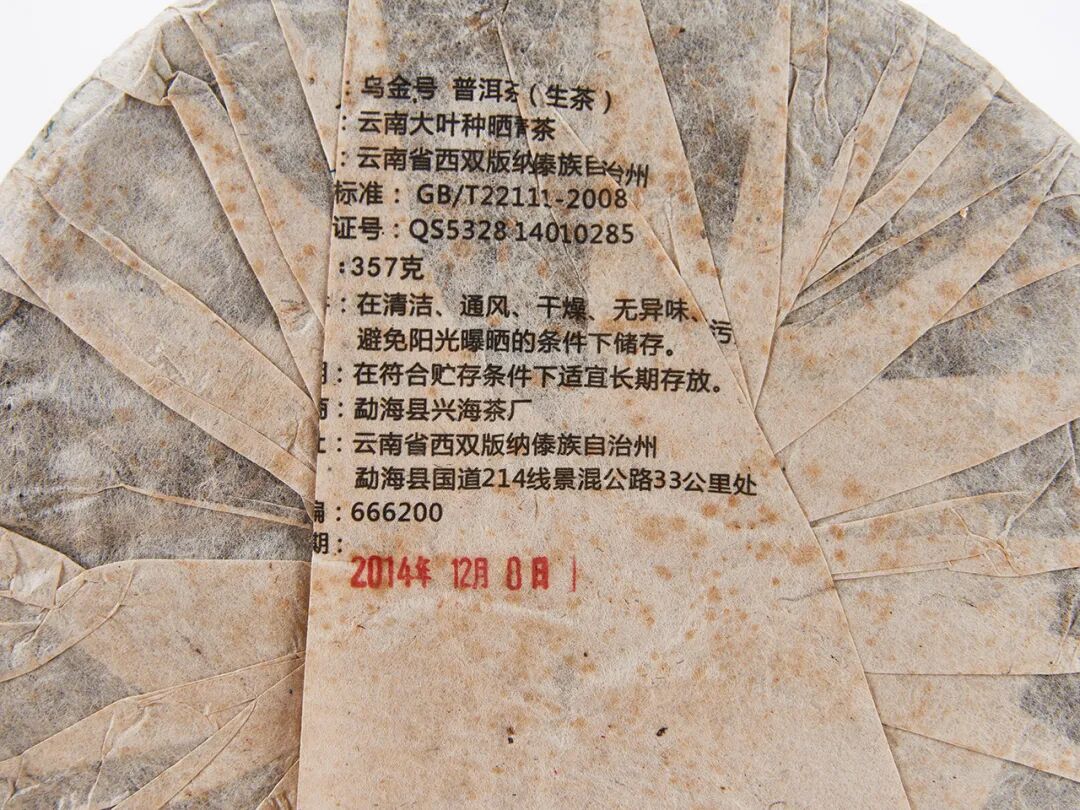 ：乌金号 普洱茶（生茶）
：云南大叶种晒青茶
：云南省西双版纳傣族自治州
标准：GB/T22111-2008
证号：QS5328 14010285
：357克
：在清洁、通风、干燥、无异味、污
避免阳光曝晒的条件下储存。
：在符合贮存条件下适宜长期存放。
：勐海县兴海茶厂
：云南省西双版纳傣族自治州
勐海县国道214线景混公路33公里处
编：666200
期：
2014年 12月 8日